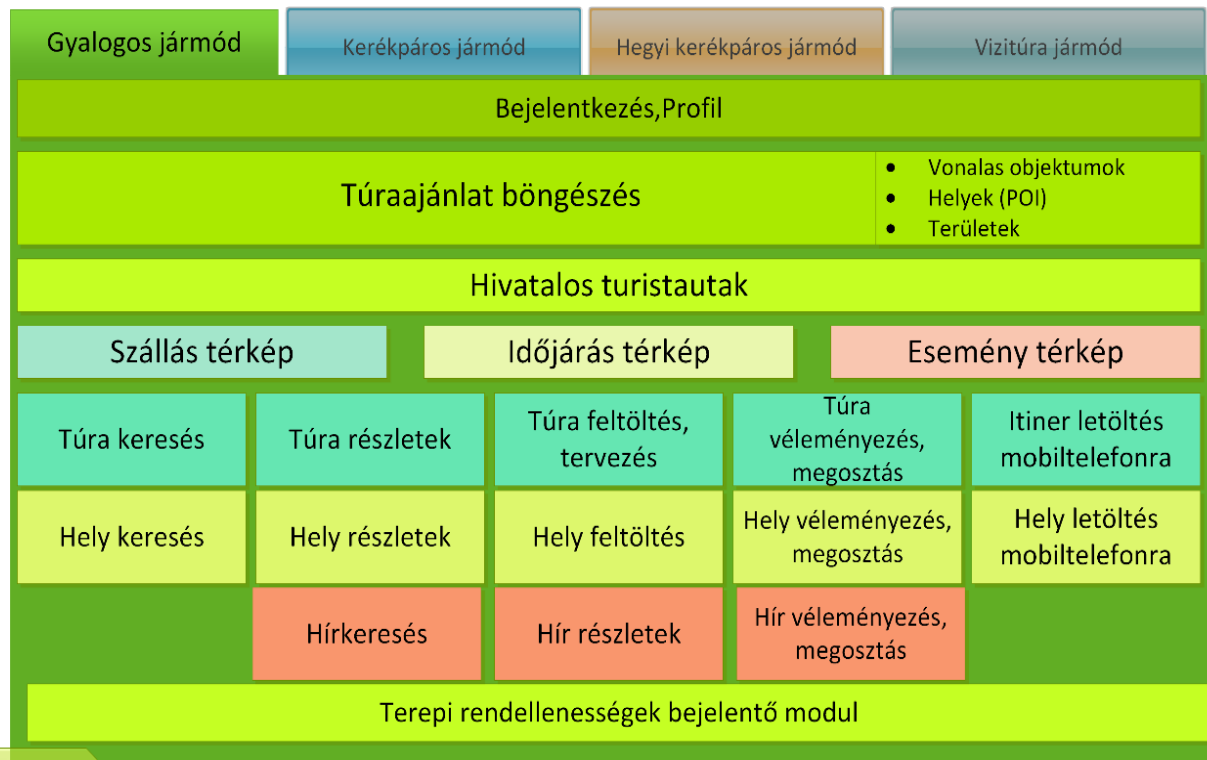 Gyalogos jármód
Kerékpáros jármód
Hegyi kerékpáros jármód
Vizitúra jármód
Bejelentkezés,Profil
Túraajánlat böngészés
• Vonalas objektumok
• Helyek (POI)
• Területek
Hivatalos turistautak
Szállás térkép
Időjárás térkép
Esemény térkép
Túra keresés
Túra részletek
Túra feltöltés,
tervezés
Túra
véleményezés,
megosztás
Itiner letöltés
mobiltelefonra
Hely keresés
Hely részletek
Hely feltöltés
Hely véleményezés,
megosztás
Hely letöltés
mobiltelefonra
Hírkeresés
Hír részletek
Hír véleményezés,
megosztás
Terepi rendellenességek bejelentő modul